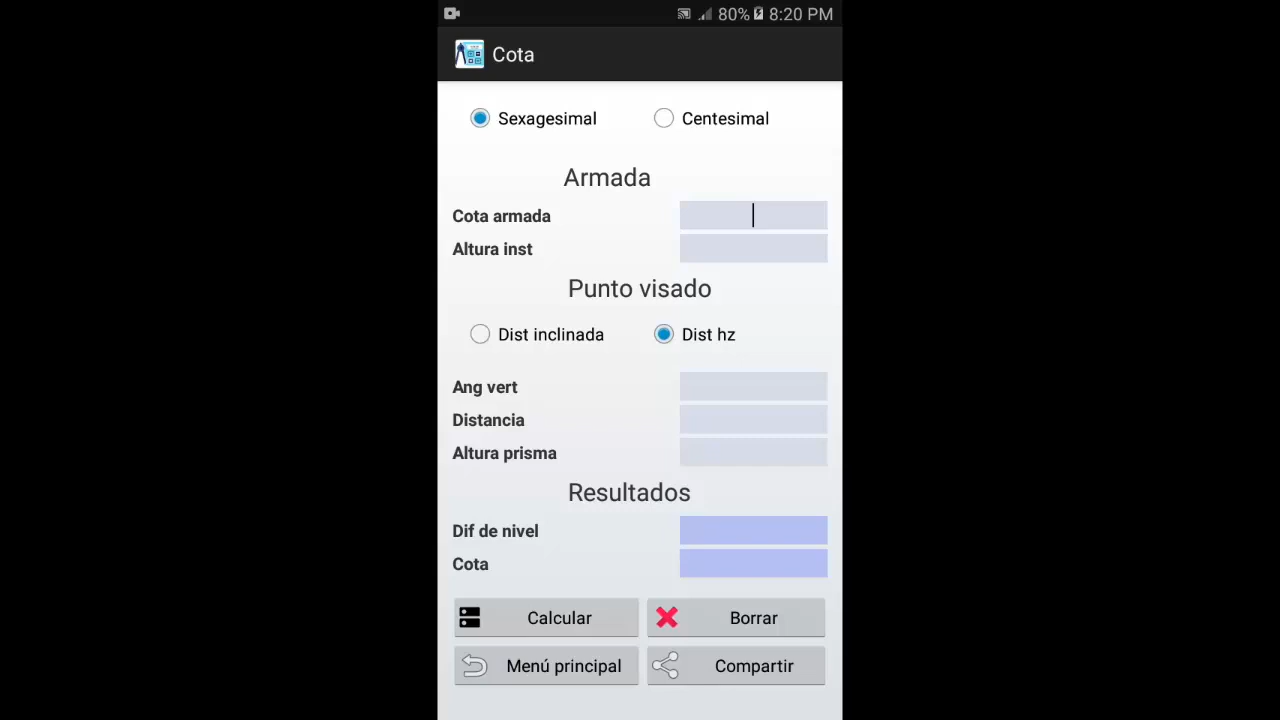 80% 8:20 PM
Cota
Sexagesimal Centesimal
Armada
Cota armada
Altura inst
Punto visado
Dist inclinada Dist hz
Ang vert
Distancia
Altura prisma
Resultados
Dif de nivel
Cota
Calcular Borrar
Menú principal Compartir